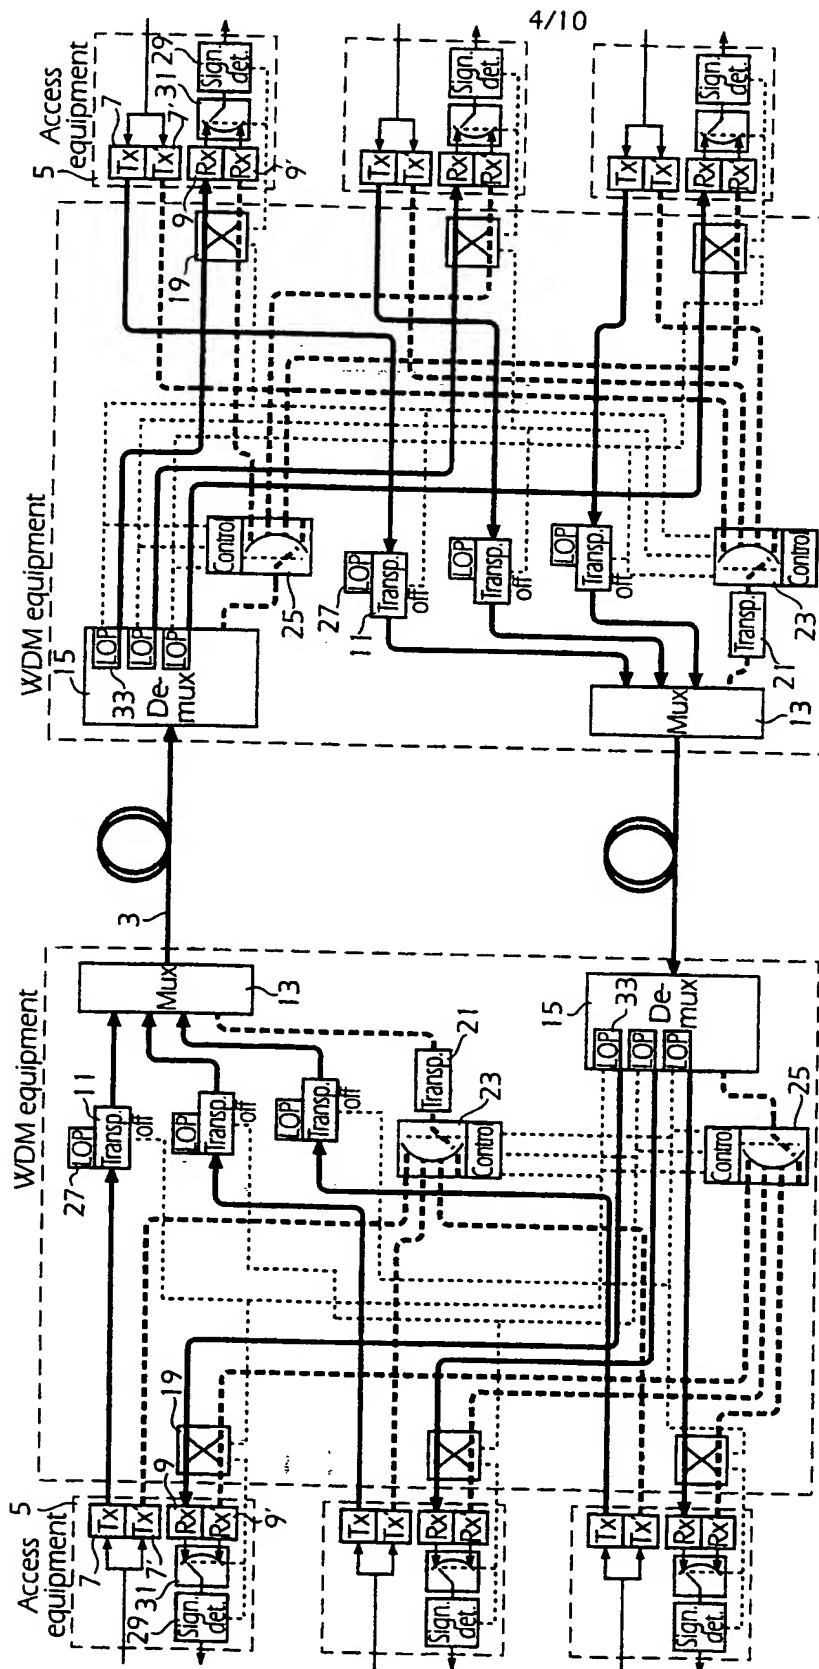 4/10
Access
equipment
5
7
Tx
Tx
7'
9
Rx
Rx
9'
31
29
Sign.
det.
19
Tx
Tx
Rx
Rx
Sign.
det.
Tx
Tx
Rx
Rx
Sign.
det.
WDM equipment
27
LOP
11
Transp.
off
LOP
Transp.
off
LOP
Transp.
off
Mux
13
21
Transp.
23
Control
15
LOP
33
LOP
LOP
De-
mux
25
Control
3
WDM equipment
15
LOP
33
LOP
LOP
De-
mux
Control
25
27
LOP
11
Transp.
off
LOP
Transp.
off
LOP
Transp.
off
Mux
13
21
Transp.
23
Control
19
Access
equipment
5
7
Tx
Tx
7'
31
29
Sign.
det.
9
Rx
Rx
9'
Tx
Tx
Rx
Rx
Sign.
det.
Tx
Tx
Rx
Rx
Sign.
det.